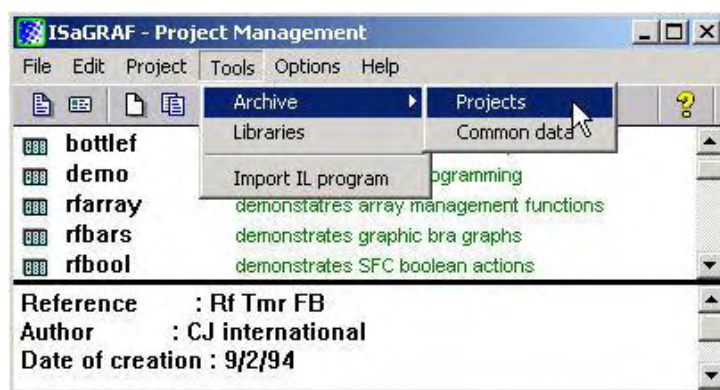 ISaGRAF - Project Management
File Edit Project Tools Options Help
Archive Projects
Libraries Common data
Import IL program
bottlef
demo ogramming
rfarray demonstatres array management functions
rfbars demonstrates graphic bra graphs
rfbool demonstrates SFC boolean actions
Reference : Rf Tmr FB
Author : CJ international
Date of creation : 9/2/94